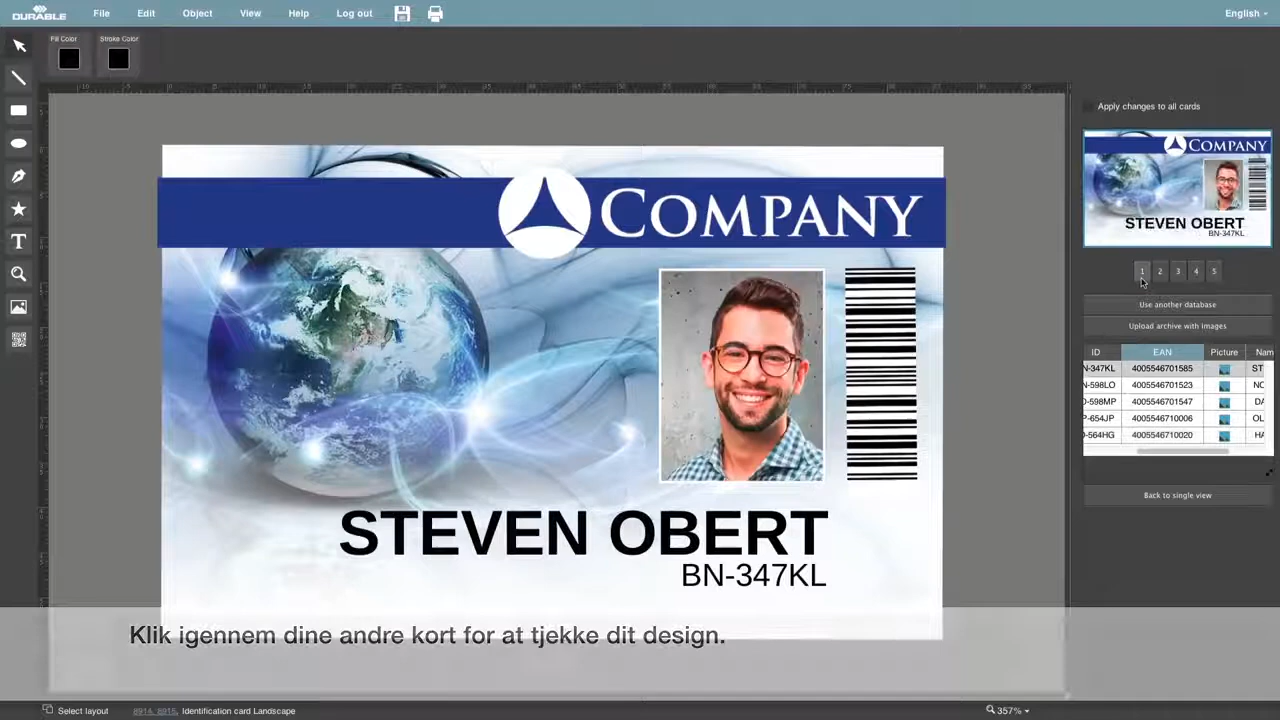 DURABLE File Edit Object View Help Log out English
Fill Color Stroke Color
Apply changes to all cards
COMPANY
STEVEN OBERT
BN-347KL
COMPANY
STEVEN OBERT
BN-347KL
1 2 3 4 5
Use another database
Upload archive with images
ID EAN Picture Nam
N-347KL 4005546701585 ST
N-598LO 4005546701523 NO
D-598MP 4005546701547 DA
P-654JP 4005546710006 OL
D-564HG 4005546710020 HA
Back to single view
Klik igennem dine andre kort for at tjekke dit design.
Select layout 8914, 8915, Identification card Landscape 357%